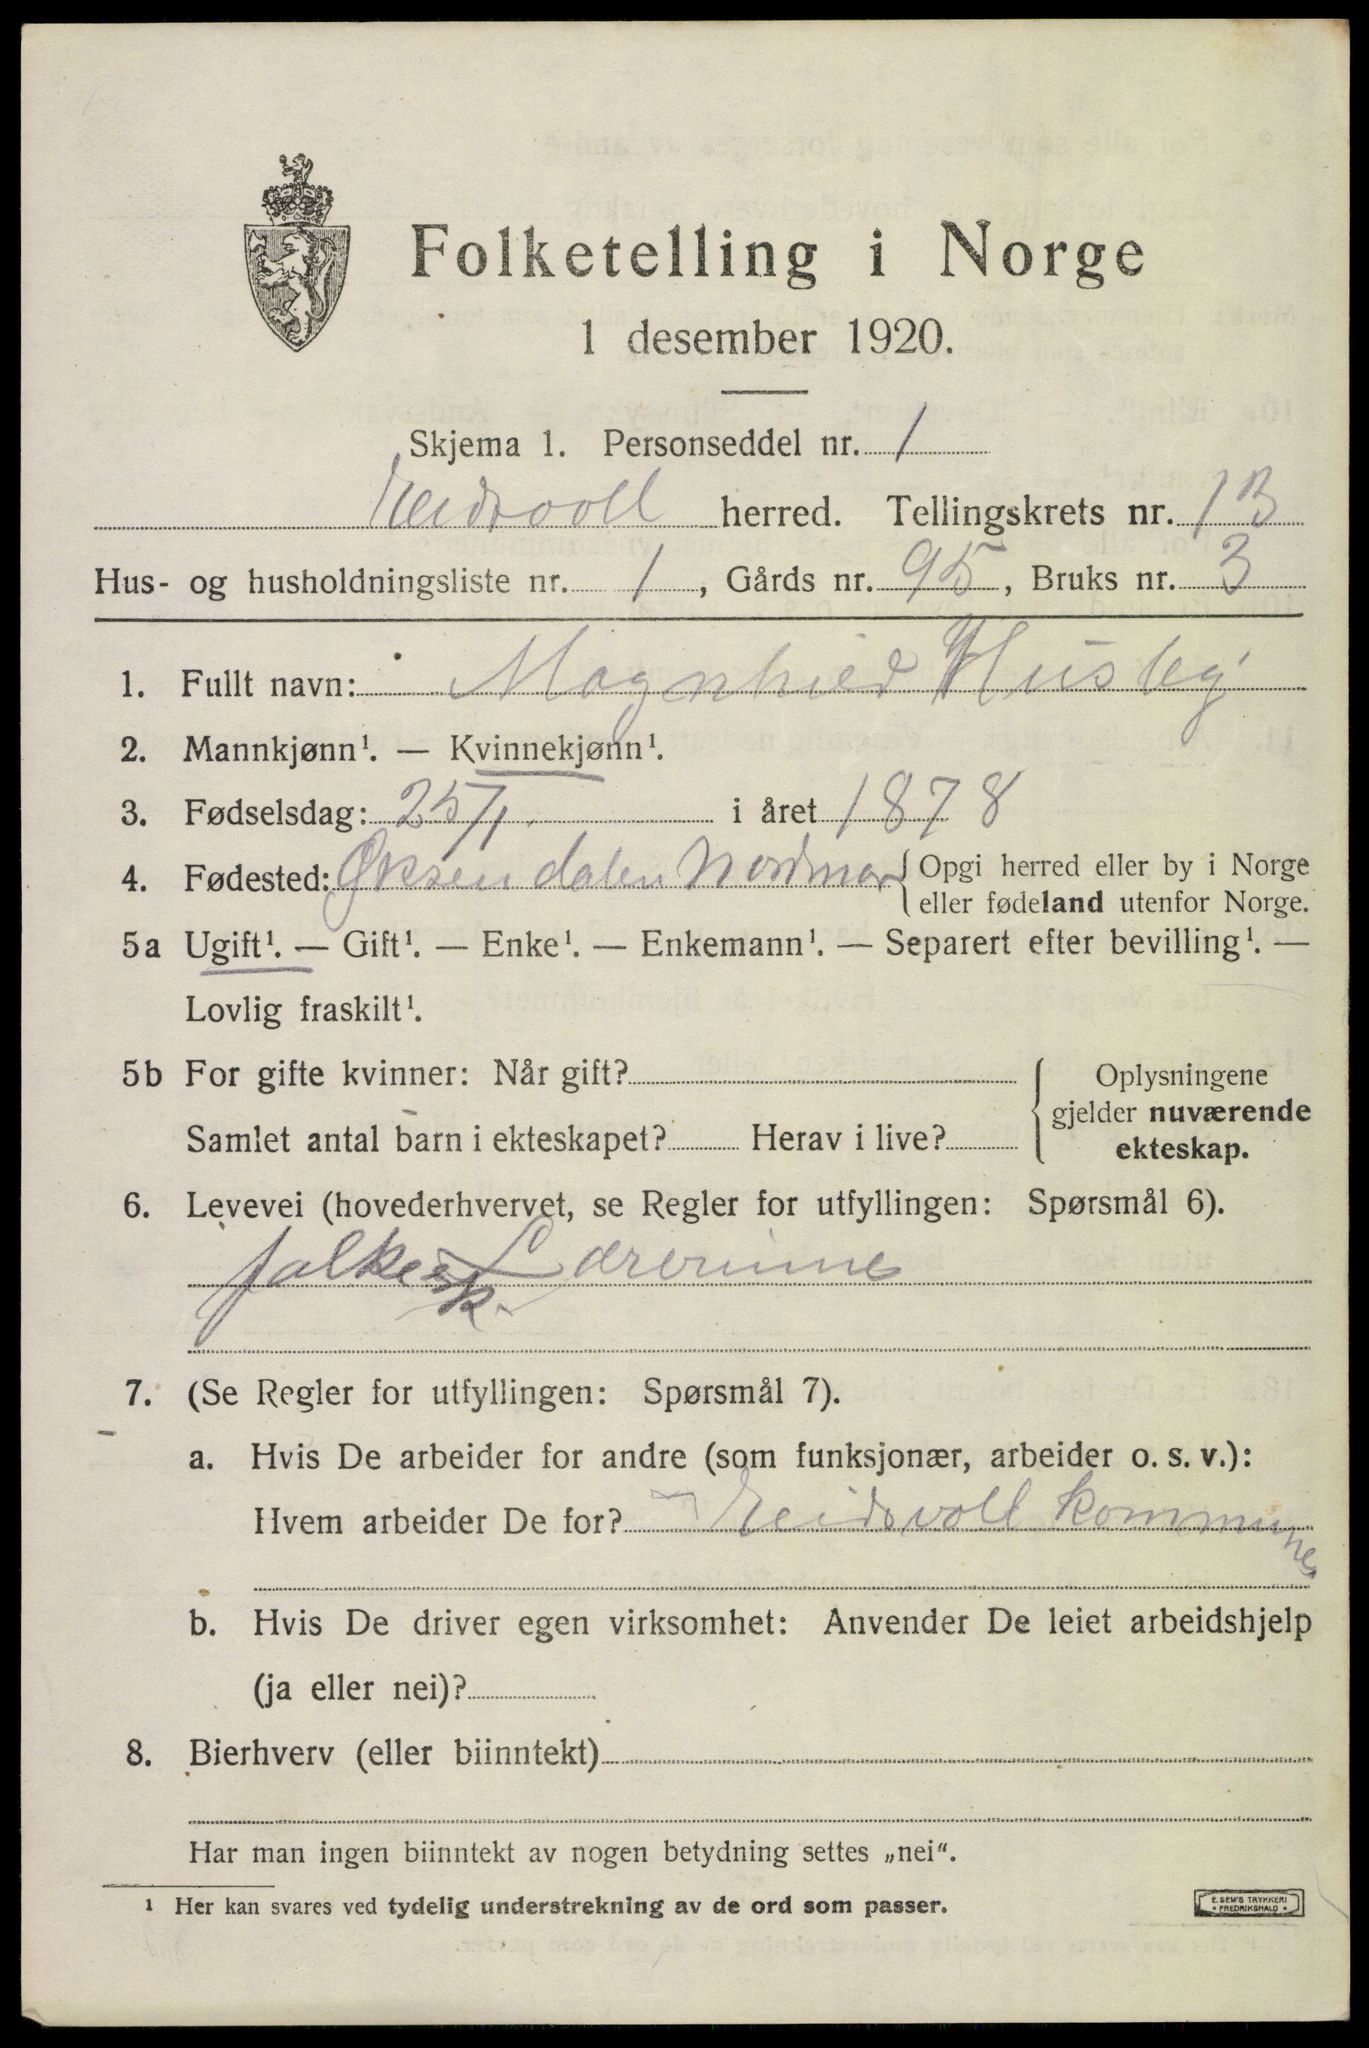 Folketelling i Norge
1 desember 1920.
Skjema 1. Personseddel nr. 1
Eidsvoll herred. Tellingskrets nr. 1B
Hus- og husholdningsliste nr. 1, Gårds nr. 95, Bruks nr. 3
1. Fullt navn: Magnhild Husby
2. Mannkjønn¹. — Kvinnekjønn¹.
3. Fødselsdag: 25/1. i året 1878
4. Fødested: Øksendalen Nordmør { Opgi herred eller by i Norge
eller fødeland utenfor Norge.
5a Ugift¹. — Gift¹. — Enke¹. — Enkemann¹. — Separert efter bevilling¹. —
Lovlig fraskilt¹.
5b For gifte kvinner: Når gift?
Samlet antal barn i ekteskapet? Herav i live?
{ Oplysningene
gjelder nuværende
ekteskap.
6. Levevei (hovederhvervet, se Regler for utfyllingen: Spørsmål 6).
folkesk. Lærerinne
7. (Se Regler for utfyllingen: Spørsmål 7).
a. Hvis De arbeider for andre (som funksjonær, arbeider o. s. v.):
Hvem arbeider De for? Eidsvoll kommune
b. Hvis De driver egen virksomhet: Anvender De leiet arbeidshjelp
(ja eller nei)?
8. Bierhverv (eller biinntekt)
Har man ingen biinntekt av nogen betydning settes „nei“.
¹ Her kan svares ved tydelig understrekning av de ord som passer.
E. SEM'S TRYKKERI
• FREDRIKSHALD •